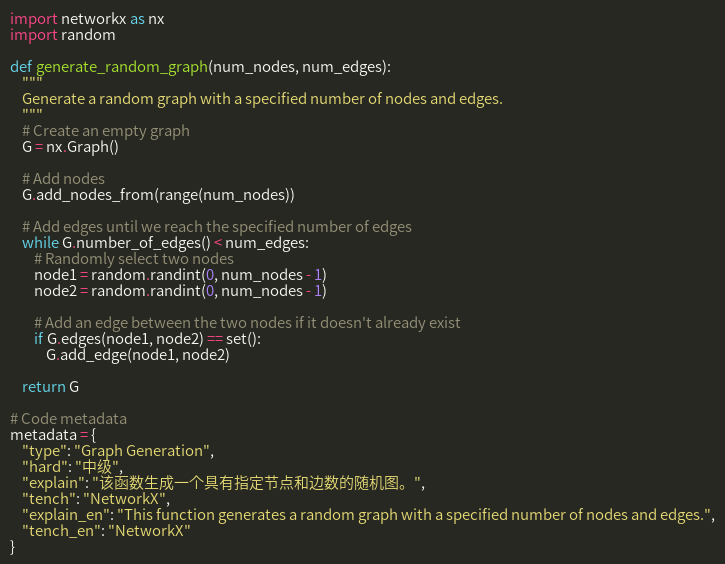 import networkx as nx
import random

def generate_random_graph(num_nodes, num_edges):
    """
    Generate a random graph with a specified number of nodes and edges.
    """
    # Create an empty graph
    G = nx.Graph()

    # Add nodes
    G.add_nodes_from(range(num_nodes))

    # Add edges until we reach the specified number of edges
    while G.number_of_edges() < num_edges:
        # Randomly select two nodes
        node1 = random.randint(0, num_nodes - 1)
        node2 = random.randint(0, num_nodes - 1)

        # Add an edge between the two nodes if it doesn't already exist
        if G.edges(node1, node2) == set():
            G.add_edge(node1, node2)

    return G

# Code metadata
metadata = {
    "type": "Graph Generation",
    "hard": "中级",
    "explain": "该函数生成一个具有指定节点和边数的随机图。",
    "tench": "NetworkX",
    "explain_en": "This function generates a random graph with a specified number of nodes and edges.",
    "tench_en": "NetworkX"
}